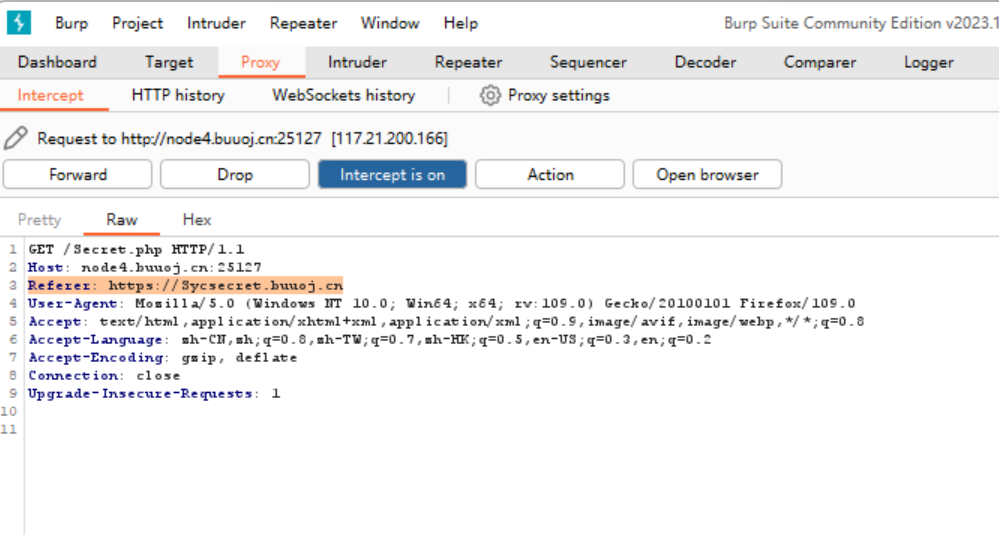 Burp Project Intruder Repeater Window Help Burp Suite Community Edition v2023.1
Dashboard Target Proxy Intruder Repeater Sequencer Decoder Comparer Logger
Intercept HTTP history WebSockets history Proxy settings
Request to http://node4.buuoj.cn:25127 [117.21.200.166]
Forward Drop Intercept is on Action Open browser
Pretty Raw Hex
1 GET /Secret.php HTTP/1.1
2 Host: node4.buuoj.cn:25127
3 Referer: https://Sycsecret.buuoj.cn
4 User-Agent: Mozilla/5.0 (Windows NT 10.0; Win64; x64; rv:109.0) Gecko/20100101 Firefox/109.0
5 Accept: text/html,application/xhtml+xml,application/xml;q=0.9,image/avif,image/webp,*/*;q=0.8
6 Accept-Language: zh-CN,zh;q=0.8,zh-TW;q=0.7,zh-HK;q=0.5,en-US;q=0.3,en;q=0.2
7 Accept-Encoding: gzip, deflate
8 Connection: close
9 Upgrade-Insecure-Requests: 1
10
11